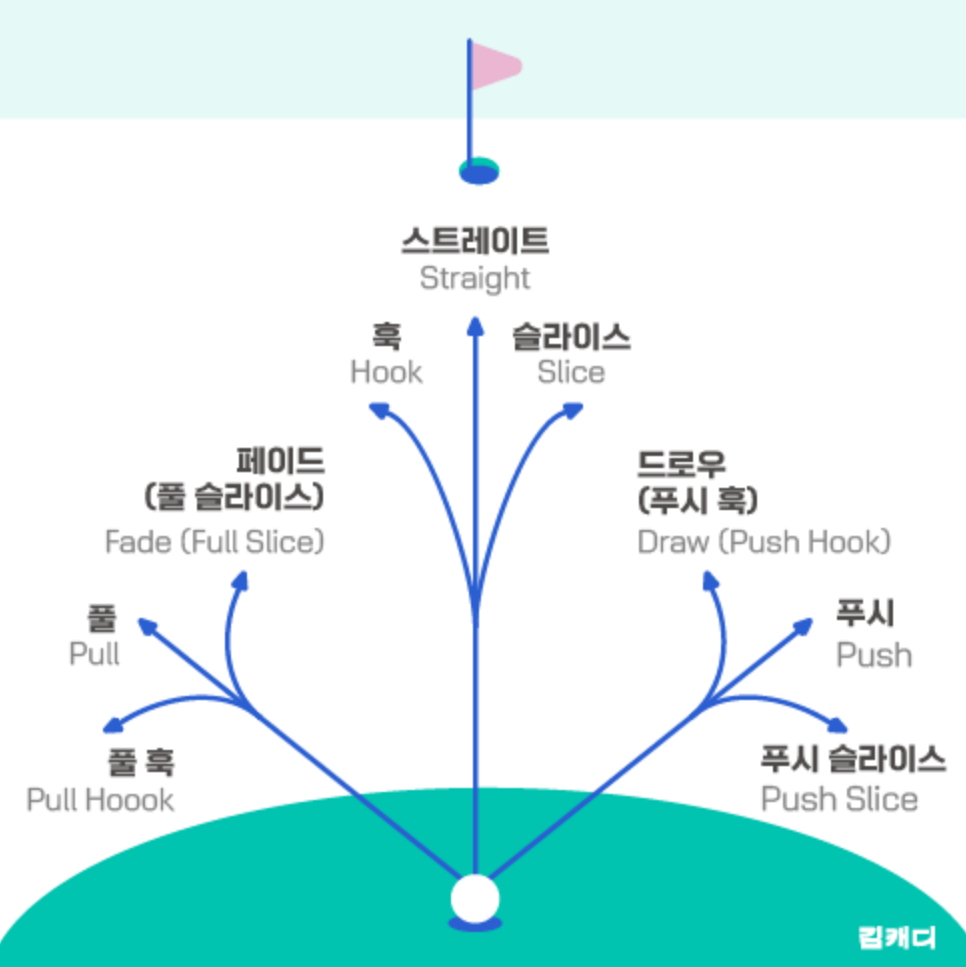 스트레이트
Straight
훅
Hook
슬라이스
Slice
페이드
(풀 슬라이스)
Fade (Full Slice)
드로우
(푸시 훅)
Draw (Push Hook)
풀
Pull
푸시
Push
풀 훅
Pull Hoook
푸시 슬라이스
Push Slice
김캐디